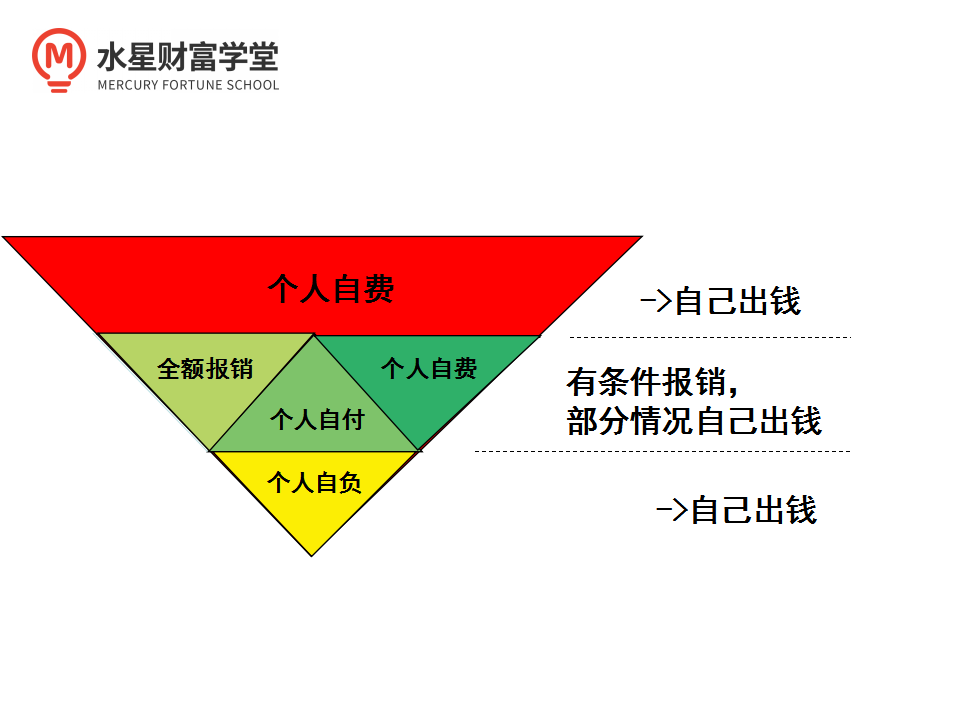 水星财富学堂
MERCURY FORTUNE SCHOOL
个人自费
->自己出钱
全额报销
个人自付
个人自费
有条件报销,
部分情况自己出钱
个人自负
->自己出钱